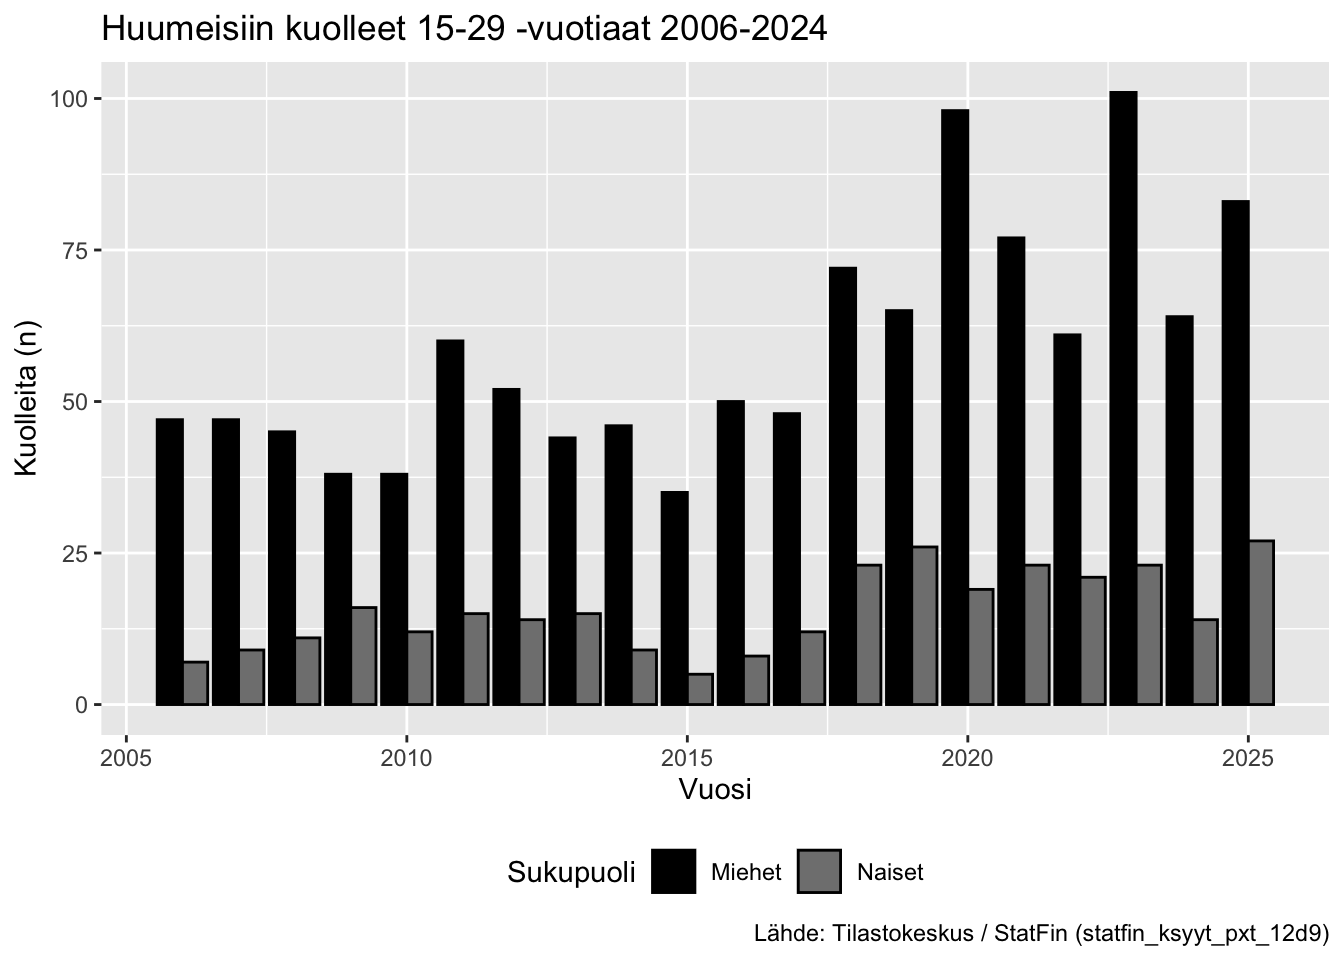 Huumeisiin kuolleet 15-29 -vuotiaat 2006-2024
100
75
50
25
0
Kuolleita (n)
2005 2010 2015 2020 2025
Vuosi
Sukupuoli Miehet Naiset
Lähde: Tilastokeskus / StatFin (statfin_ksyyt_pxt_12d9)